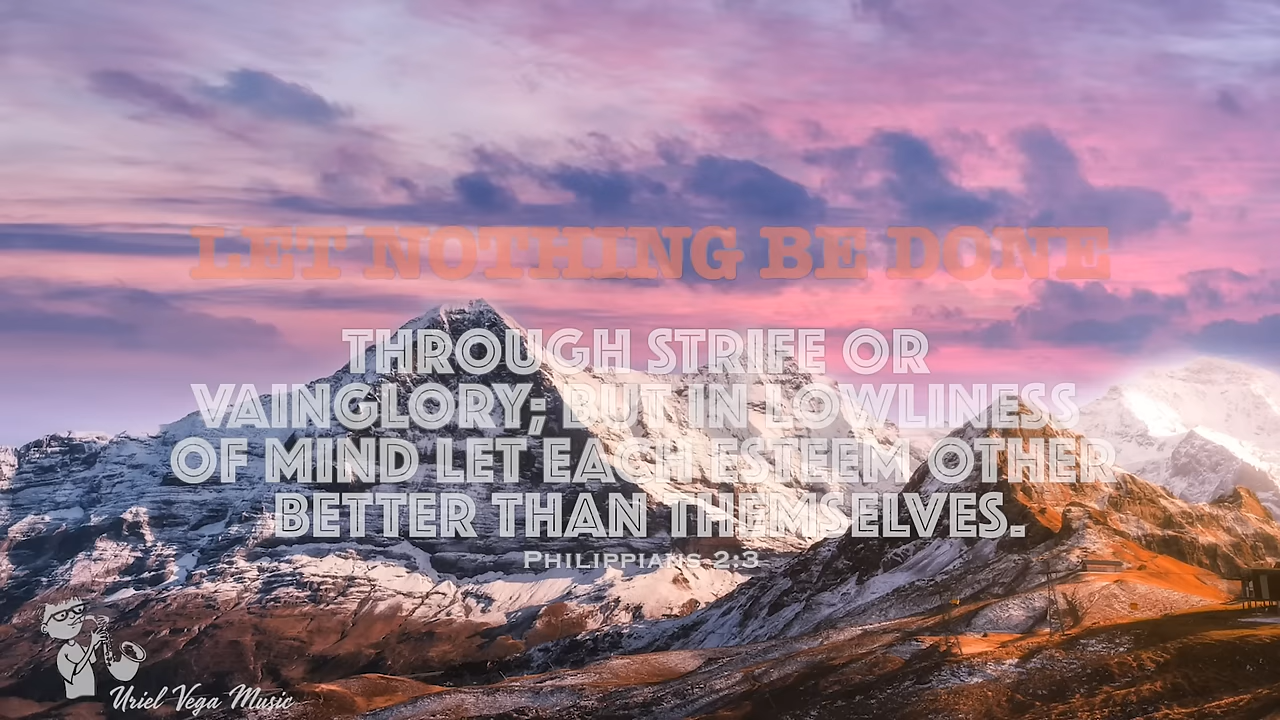 LET NOTHING BE DONE
THROUGH STRIFE OR
VAINGLORY; BUT IN LOWLINESS
OF MIND LET EACH ESTEEM OTHER
BETTER THAN THEMSELVES.
PHILIPPIANS 2:3
Uriel Vega Music